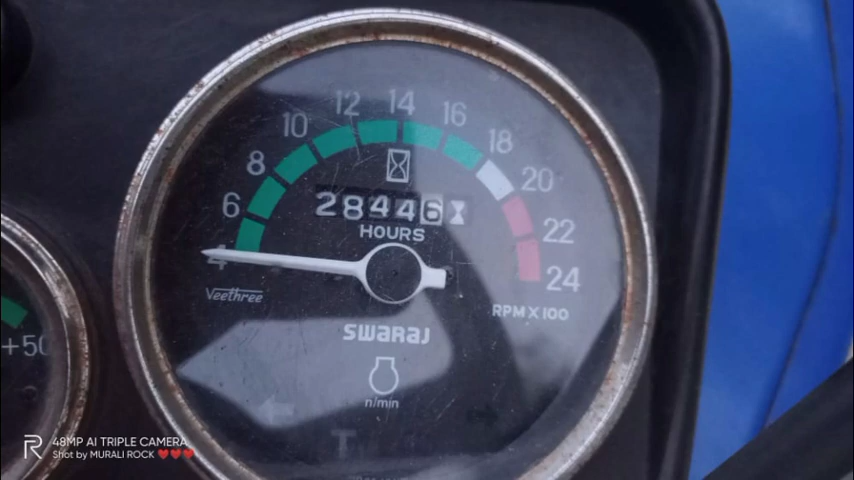 4
6
8
10
12
14
16
18
20
22
24
28446
HOURS
Veethree
RPM X 100
SWARAJ
n/min
+50
48MP AI TRIPLE CAMERA
Shot by MURALI ROCK ❤️❤️❤️